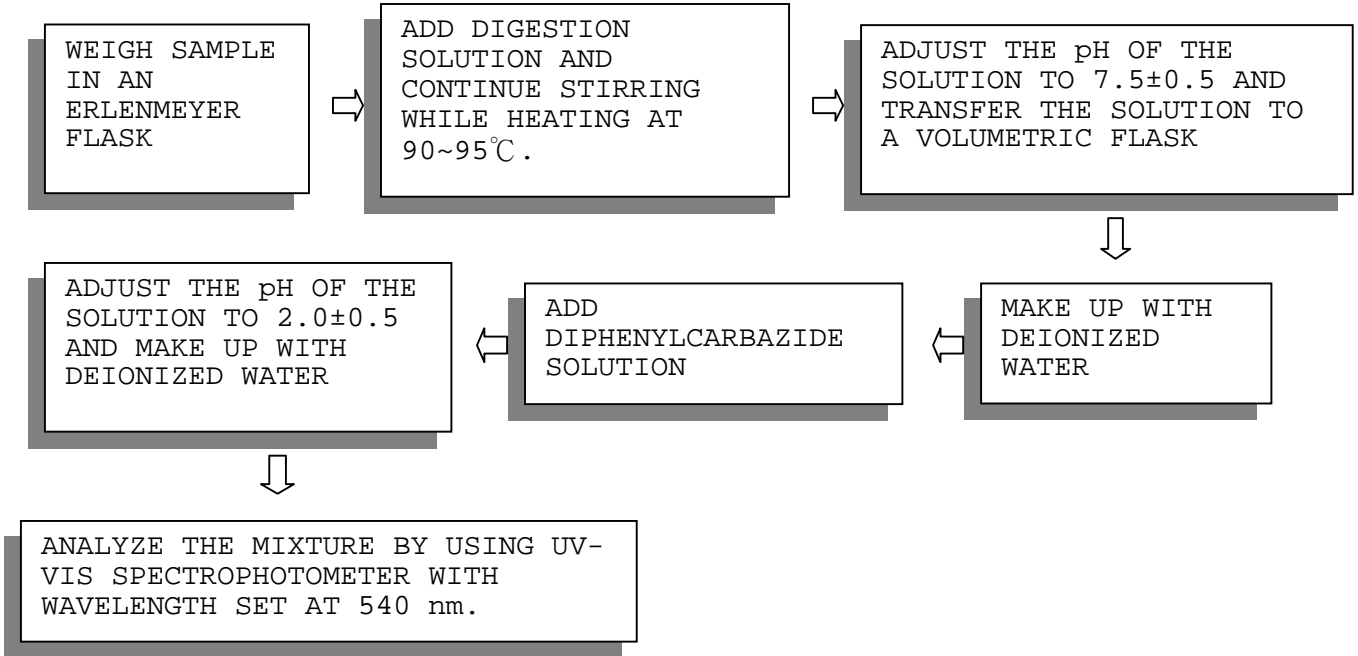 WEIGH SAMPLE
IN AN
ERLENMEYER
FLASK
ADD DIGESTION
SOLUTION AND
CONTINUE STIRRING
WHILE HEATING AT
90~95℃.
ADJUST THE pH OF THE
SOLUTION TO 7.5±0.5 AND
TRANSFER THE SOLUTION TO
A VOLUMETRIC FLASK
MAKE UP WITH
DEIONIZED
WATER
ADD
DIPHENYLCARBAZIDE
SOLUTION
ADJUST THE pH OF THE
SOLUTION TO 2.0±0.5
AND MAKE UP WITH
DEIONIZED WATER
ANALYZE THE MIXTURE BY USING UV-
VIS SPECTROPHOTOMETER WITH
WAVELENGTH SET AT 540 nm.